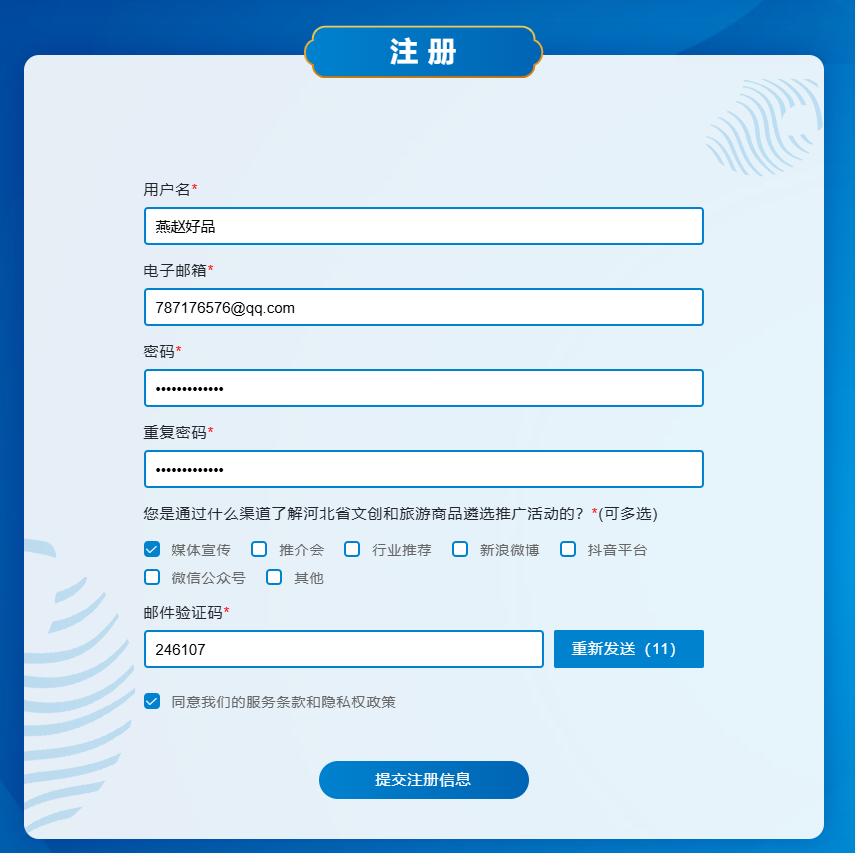 注 册
用户名*
燕赵好品
电子邮箱*
787176576@qq.com
密码*
•••••••••••••
重复密码*
•••••••••••••
您是通过什么渠道了解河北省文创和旅游商品遴选推广活动的？*(可多选)
媒体宣传 推介会 行业推荐 新浪微博 抖音平台
微信公众号 其他
邮件验证码*
246107 重新发送（11）
同意我们的服务条款和隐私权政策
提交注册信息